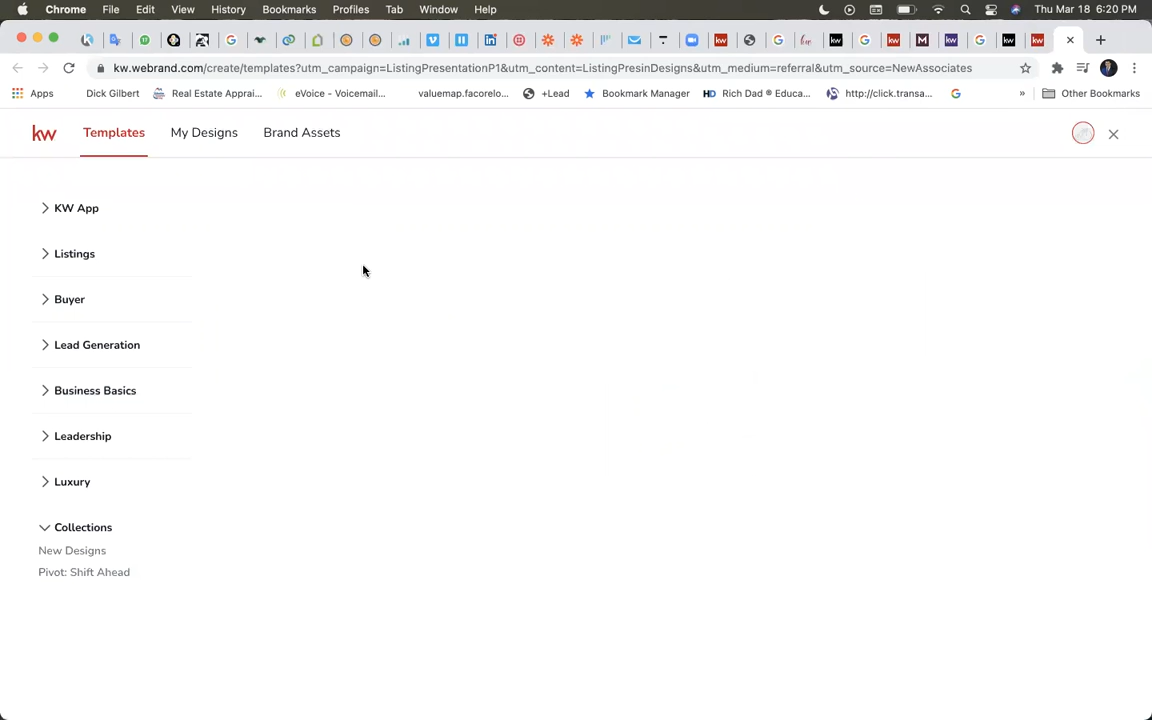 Chrome File Edit View History Bookmarks Profiles Tab Window Help Thu Mar 18 6:20 PM
kw.webrand.com/create/templates?utm_campaign=ListingPresentationP1&utm_content=ListingPresinDesigns&utm_medium=referral&utm_source=NewAssociates
Apps Dick Gilbert Real Estate Apprai... eVoice - Voicemail... valuemap.facorelo... +Lead Bookmark Manager HD Rich Dad ® Educa... http://click.transa... » Other Bookmarks
kw Templates My Designs Brand Assets
KW App
Listings
Buyer
Lead Generation
Business Basics
Leadership
Luxury
Collections
New Designs
Pivot: Shift Ahead